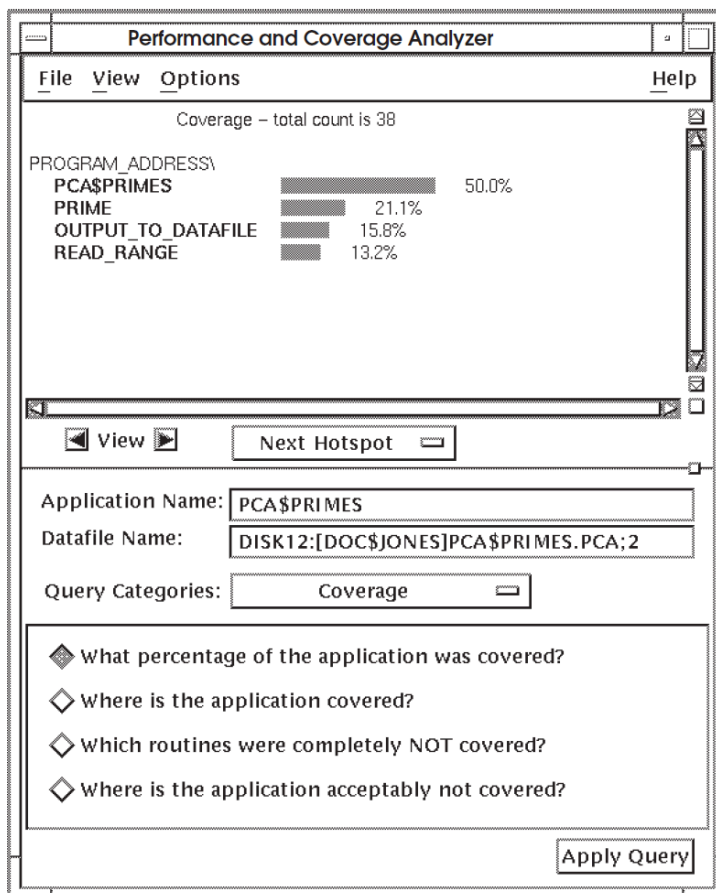 Performance and Coverage Analyzer
File View Options Help
Coverage – total count is 38
PROGRAM_ADDRESS\
PCA$PRIMES 50.0%
PRIME 21.1%
OUTPUT_TO_DATAFILE 15.8%
READ_RANGE 13.2%
View Next Hotspot
Application Name: PCA$PRIMES
Datafile Name: DISK12:[DOC$JONES]PCA$PRIMES.PCA;2
Query Categories: Coverage
What percentage of the application was covered?
Where is the application covered?
Which routines were completely NOT covered?
Where is the application acceptably not covered?
Apply Query